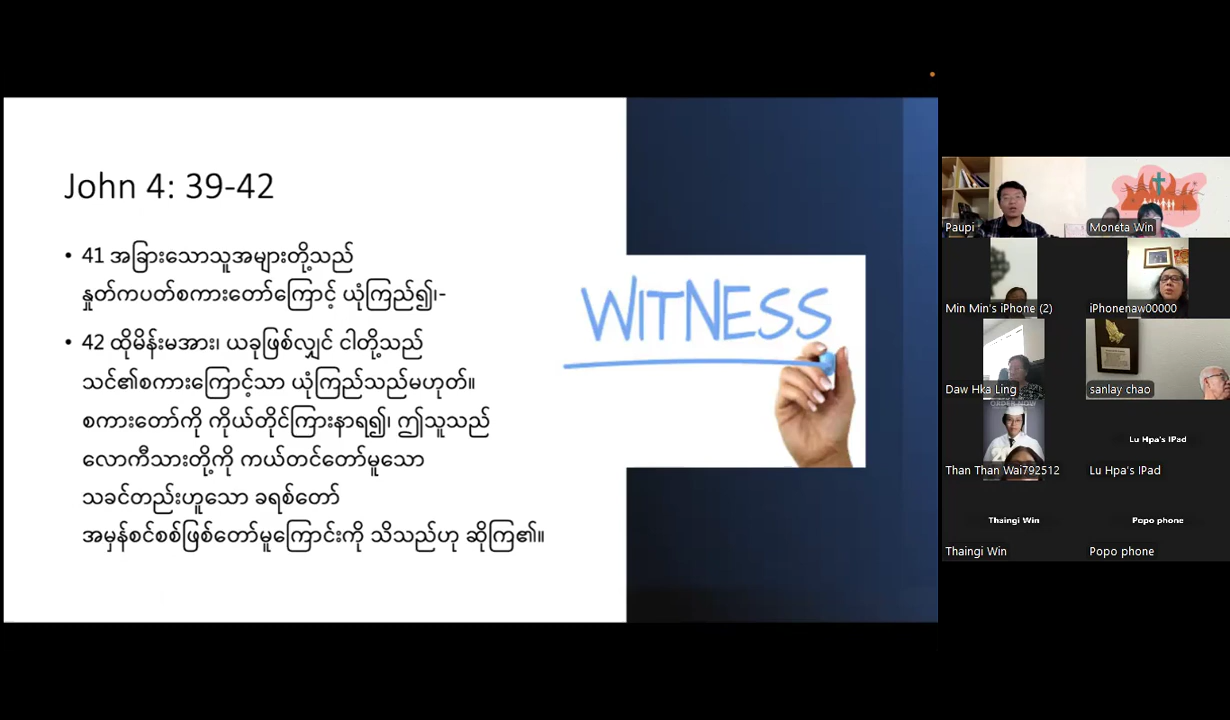 John 4: 39-42
• 41 အခြားသောသူအများတို့သည်
နှုတ်ကပတ်စကားတော်ကြောင့် ယုံကြည်၍၊-
• 42 ထိုမိန်းမအား၊ ယခုဖြစ်လျှင် ငါတို့သည်
သင်၏စကားကြောင့်သာ ယုံကြည်သည်မဟုတ်။
စကားတော်ကို ကိုယ်တိုင်ကြားနာရ၍၊ ဤသူသည်
လောကီသားတို့ကို ကယ်တင်တော်မူသော
သခင်တည်းဟူသော ခရစ်တော်
အမှန်စင်စစ်ဖြစ်တော်မူကြောင်းကို သိသည်ဟု ဆိုကြ၏။
WITNESS
Paupi
Moneta Win
Min Min's iPhone (2)
iPhonenaw00000
Daw Hka Ling
sanlay chao
ORDER NOW
Than Than Wai792512
Lu Hpa's IPad
Lu Hpa's IPad
Thaingi Win
Popo phone
Thaingi Win
Popo phone